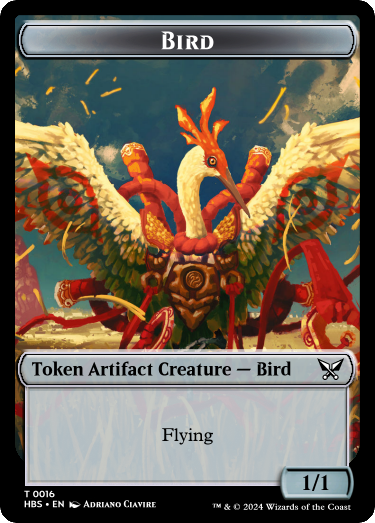 BIRD
Token Artifact Creature — Bird
Flying
1/1
T 0016
HBS • EN ADRIANO CIAVIRE
™ & © 2024 Wizards of the Coast